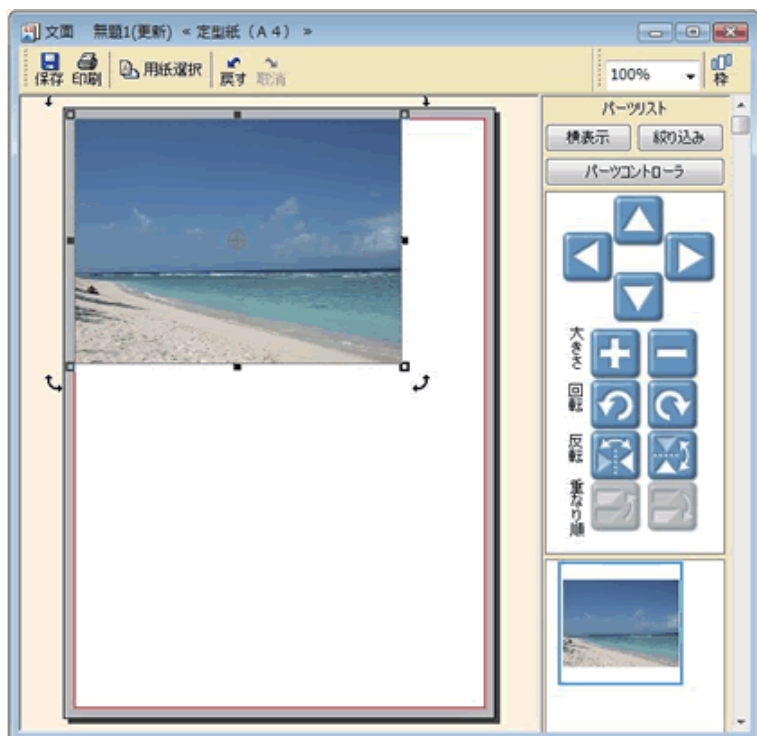 文面　無題1(更新) « 定型紙（A4） »
保存 印刷 用紙選択 戻す 取消 100% 枠
パーツリスト
横表示 絞り込み
パーツコントローラ
大きさ
回転
反転
重なり順